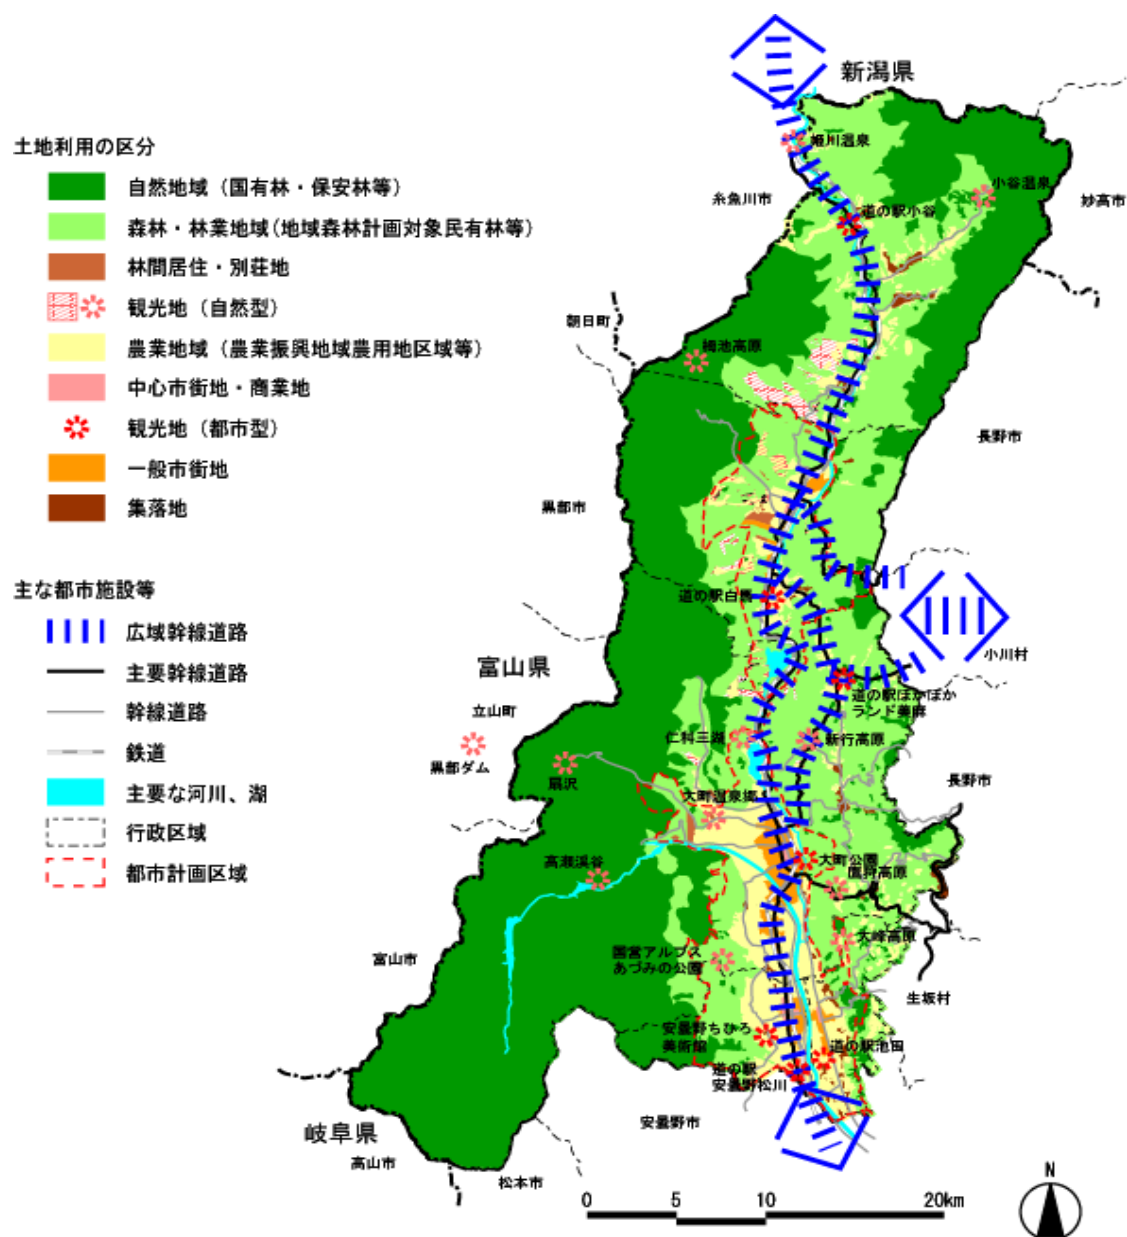 新潟県
土地利用の区分
自然地域（国有林・保安林等）
森林・林業地域(地域森林計画対象民有林等)
林間居住・別荘地
観光地（自然型）
農業地域（農業振興地域農用地区域等）
中心市街地・商業地
観光地（都市型）
一般市街地
集落地
主な都市施設等
広域幹線道路
主要幹線道路
幹線道路
鉄道
主要な河川、湖
行政区域
都市計画区域
姫川温泉
小谷温泉
糸魚川市
妙高市
道の駅小谷
朝日町
栂池高原
長野市
黒部市
道の駅白馬
小川村
富山県
立山町
道の駅ぽかぽか
ランド美麻
仁科三湖
新行高原
黒部ダム
扇沢
大町温泉郷
長野市
大町公園
鷹狩高原
高瀬渓谷
大峰高原
富山市
国営アルプス
あづみの公園
生坂村
安曇野ちひろ
美術館
道の駅池田
道の駅
安曇野松川
安曇野市
岐阜県
高山市
松本市
N
0 5 10 20km